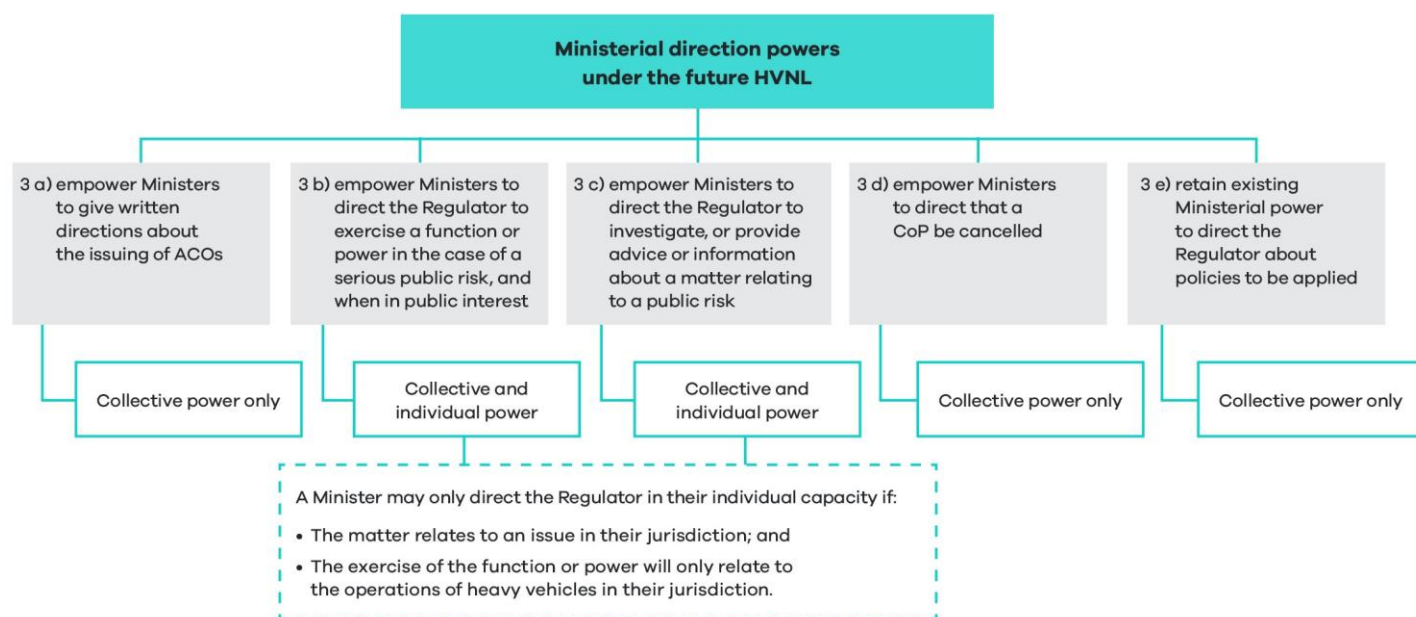 Ministerial direction powers
under the future HVNL
3 a) empower Ministers
to give written
directions about
the issuing of ACOs
3 b) empower Ministers to
direct the Regulator to
exercise a function or
power in the case of a
serious public risk, and
when in public interest
3 c) empower Ministers to
direct the Regulator to
investigate, or provide
advice or information
about a matter relating
to a public risk
3 d) empower Ministers
to direct that a
CoP be cancelled
3 e) retain existing
Ministerial power
to direct the
Regulator about
policies to be applied
Collective power only
Collective and
individual power
Collective and
individual power
Collective power only
Collective power only
A Minister may only direct the Regulator in their individual capacity if:
• The matter relates to an issue in their jurisdiction; and
• The exercise of the function or power will only relate to
the operations of heavy vehicles in their jurisdiction.